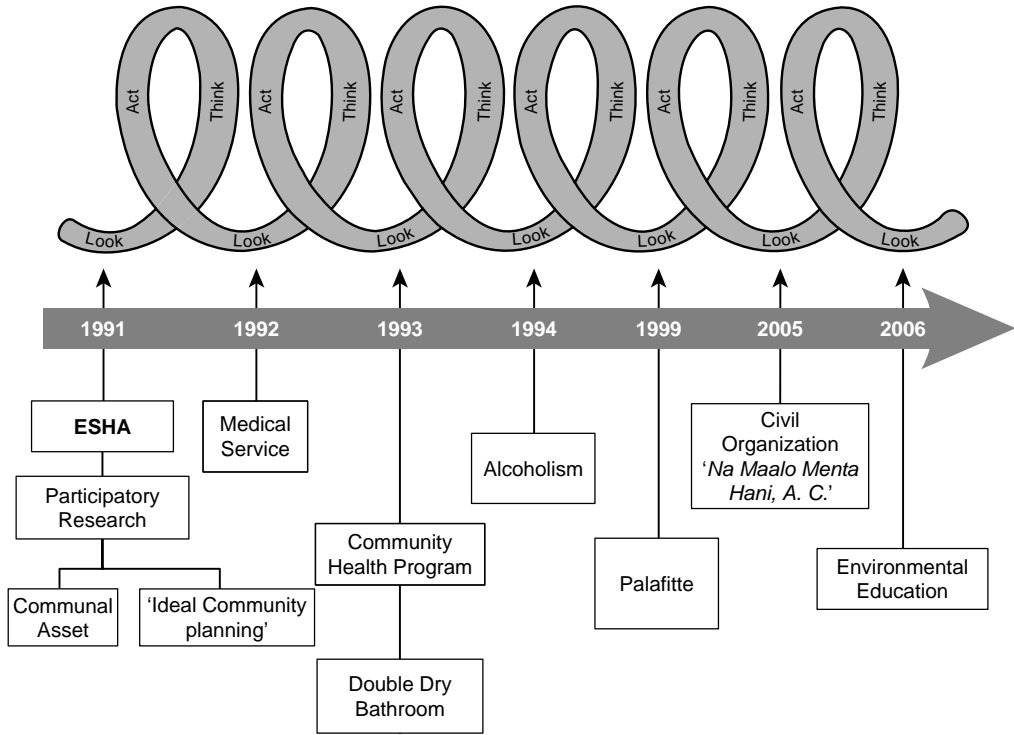 Act
Think
Act
Think
Act
Think
Act
Think
Act
Think
Act
Think
Look
Look
Look
Look
Look
Look
Look
1991
1992
1993
1994
1999
2005
2006
ESHA
Participatory
Research
Communal
Asset
‘Ideal Community
planning’
Medical
Service
Community
Health Program
Double Dry
Bathroom
Alcoholism
Palafitte
Civil
Organization
‘Na Maalo Menta
Hani, A. C.’
Environmental
Education